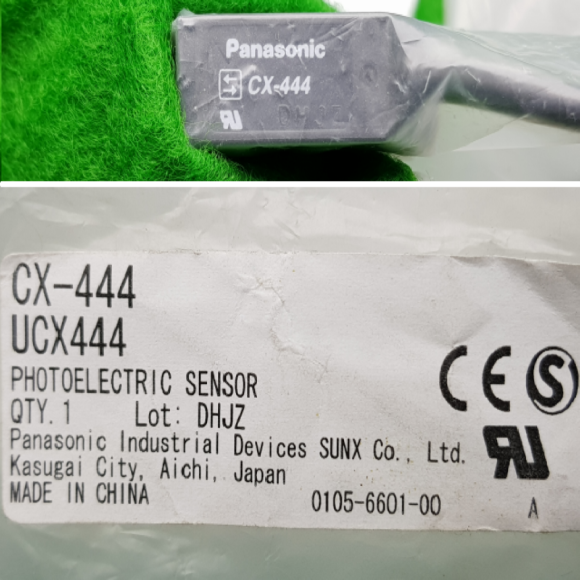 Panasonic
CX-444
CX-444
UCX444
PHOTOELECTRIC SENSOR
QTY. 1 Lot: DHJZ
Panasonic Industrial Devices SUNX Co., Ltd.
Kasugai City, Aichi, Japan
MADE IN CHINA 0105-6601-00 A
CE S